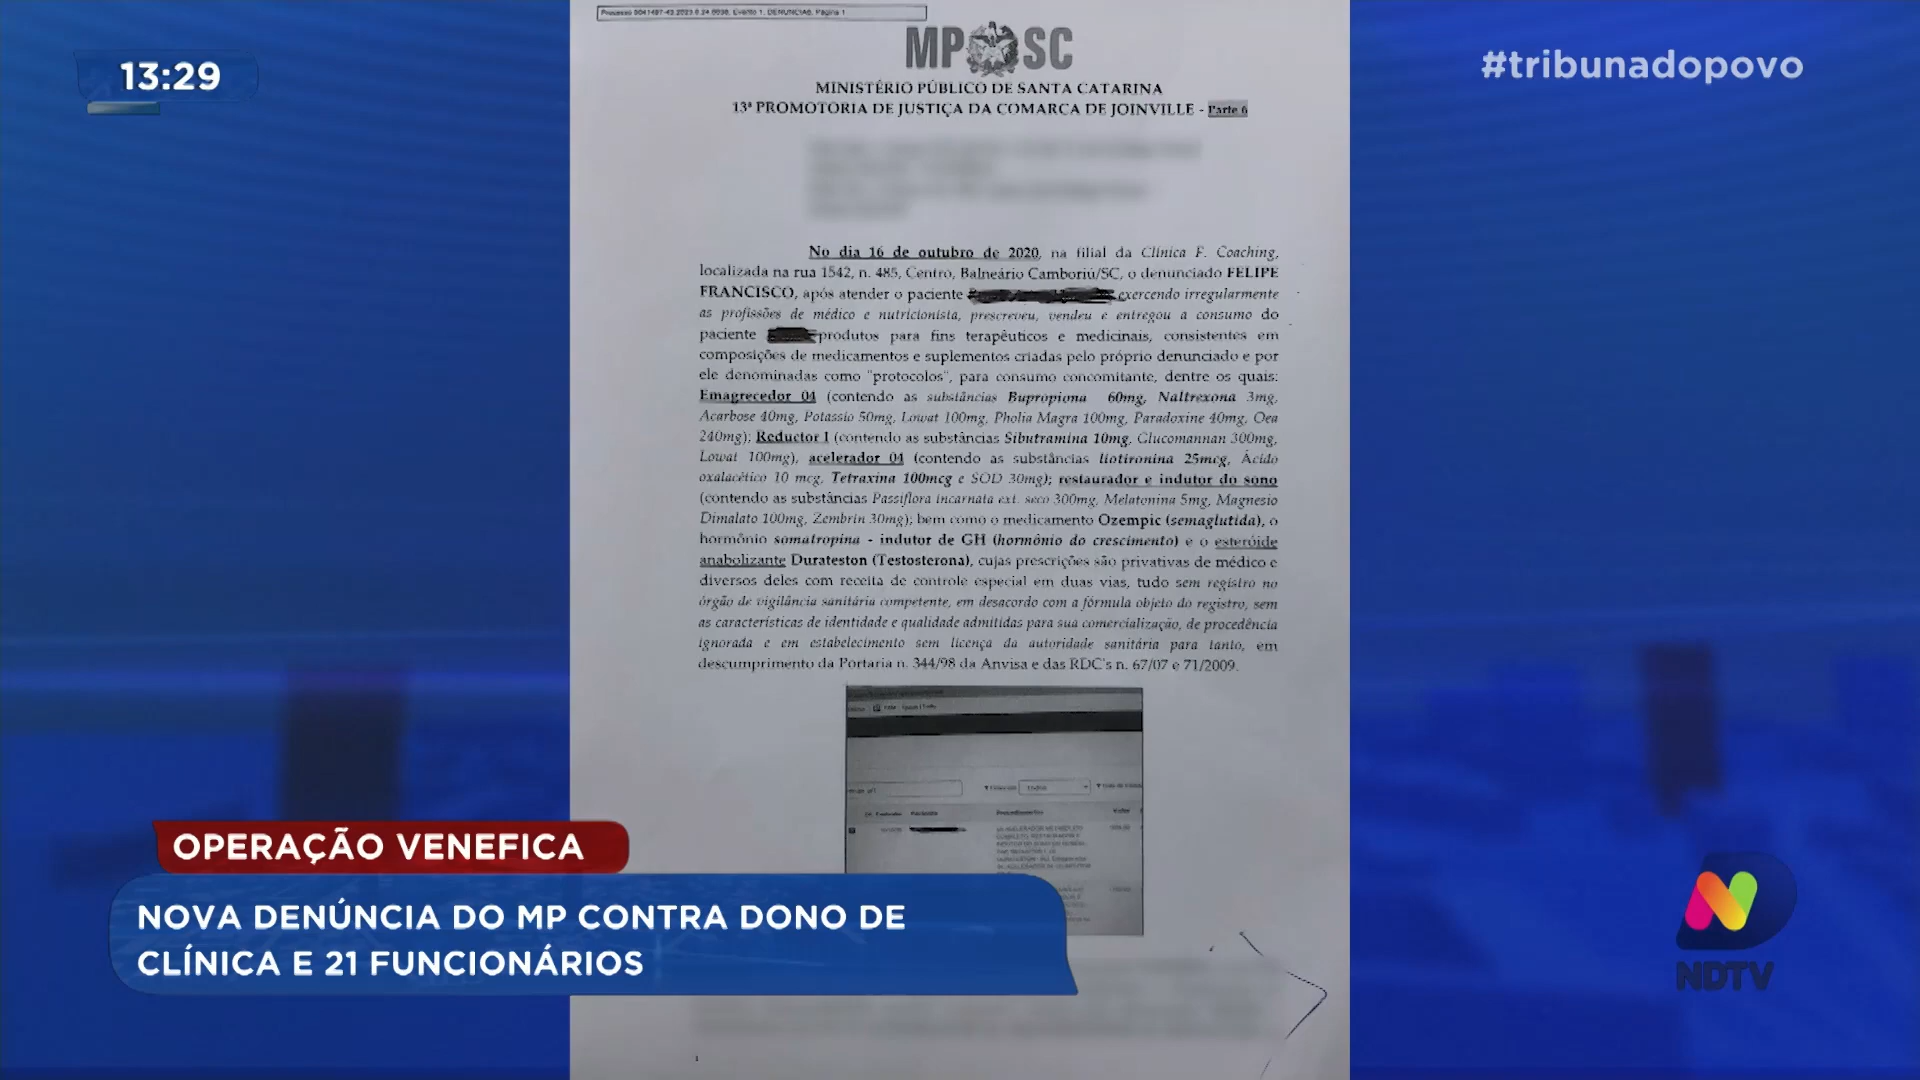 Processo 5041487-43.2023.8.24.0038, Evento 1, DENUNCIA6, Página 1
13:29
#tribunadopovo
MP SC
MINISTÉRIO PÚBLICO DE SANTA CATARINA
13ª PROMOTORIA DE JUSTIÇA DA COMARCA DE JOINVILLE - Parte 6
No dia 16 de outubro de 2020, na filial da Clínica F. Coaching,
localizada na rua 1542, n. 485, Centro, Balneário Camboriú/SC, o denunciado FELIPE
FRANCISCO, após atender o paciente exercendo irregularmente
as profissões de médico e nutricionista, prescreveu, vendeu e entregou a consumo do
paciente produtos para fins terapêuticos e medicinais, consistentes em
composições de medicamentos e suplementos criadas pelo próprio denunciado e por
ele denominadas como "protocolos", para consumo concomitante, dentre os quais:
Emagrecedor 04 (contendo as substâncias Bupropiona 60mg, Naltrexona 3mg,
Acarbose 40mg, Potassio 50mg, Lowat 100mg, Pholia Magra 100mg, Paradoxine 40mg, Oea
240mg); Reductor I (contendo as substâncias Sibutramina 10mg, Glucomannan 300mg,
Lowat 100mg), acelerador 04 (contendo as substâncias liotironina 25mcg, Ácido
oxalacético 10 mcg, Tetraxina 100mcg e SOD 30mg); restaurador e indutor do sono
(contendo as substâncias Passiflora incarnata ext. seco 300mg, Melatonina 5mg, Magnesio
Dimalato 100mg, Zembrin 30mg); bem como o medicamento Ozempic (semaglutida), o
hormônio somatropina - indutor de GH (hormônio do crescimento) e o esteróide
anabolizante Durateston (Testosterona), cujas prescrições são privativas de médico e
diversos deles com receita de controle especial em duas vias, tudo sem registro no
órgão de vigilância sanitária competente, em desacordo com a fórmula objeto do registro, sem
as características de identidade e qualidade admitidas para sua comercialização, de procedência
ignorada e em estabelecimento sem licença da autoridade sanitária para tanto, em
descumprimento da Portaria n. 344/98 da Anvisa e das RDC's n. 67/07 e 71/2009.
OPERAÇÃO VENEFICA
NOVA DENÚNCIA DO MP CONTRA DONO DE
CLÍNICA E 21 FUNCIONÁRIOS
NDTV
1